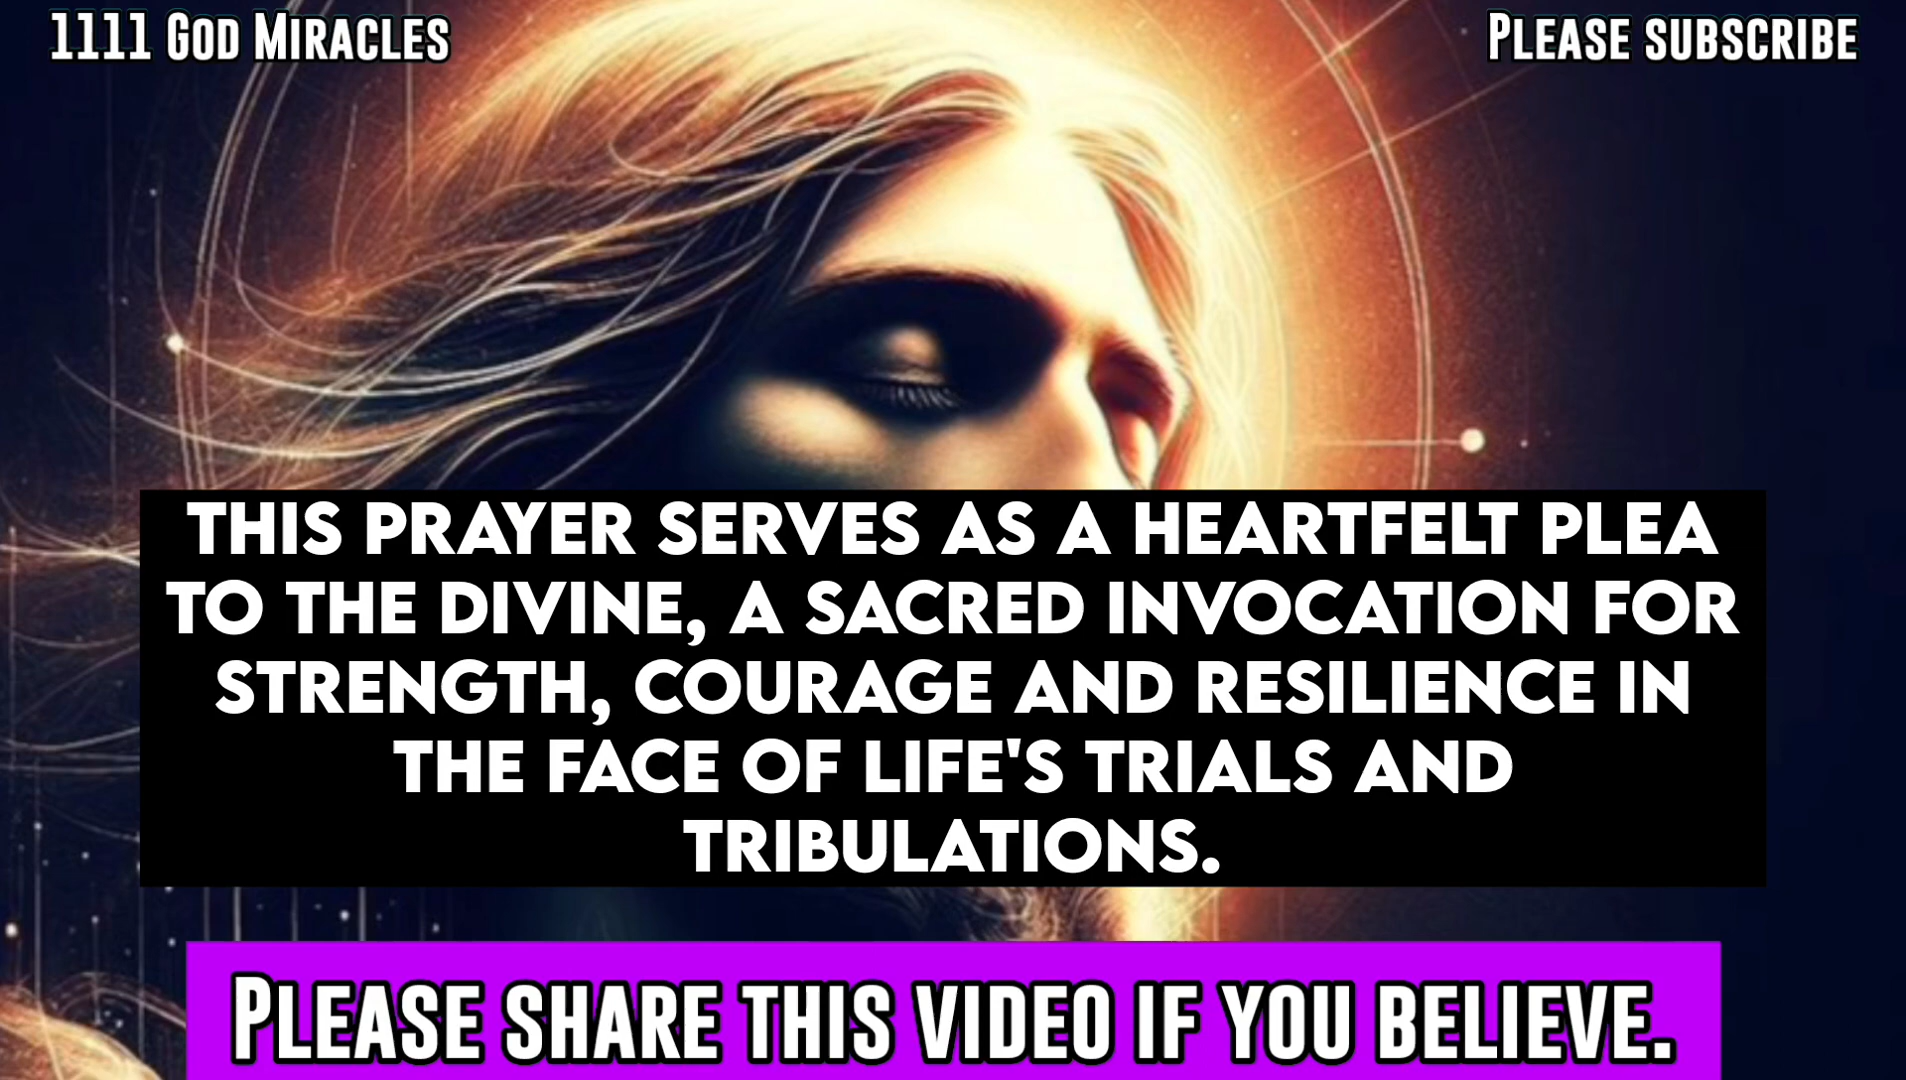 1111 God Miracles
Please subscribe
THIS PRAYER SERVES AS A HEARTFELT PLEA
TO THE DIVINE, A SACRED INVOCATION FOR
STRENGTH, COURAGE AND RESILIENCE IN
THE FACE OF LIFE'S TRIALS AND
TRIBULATIONS.
Please share this video if you believe.